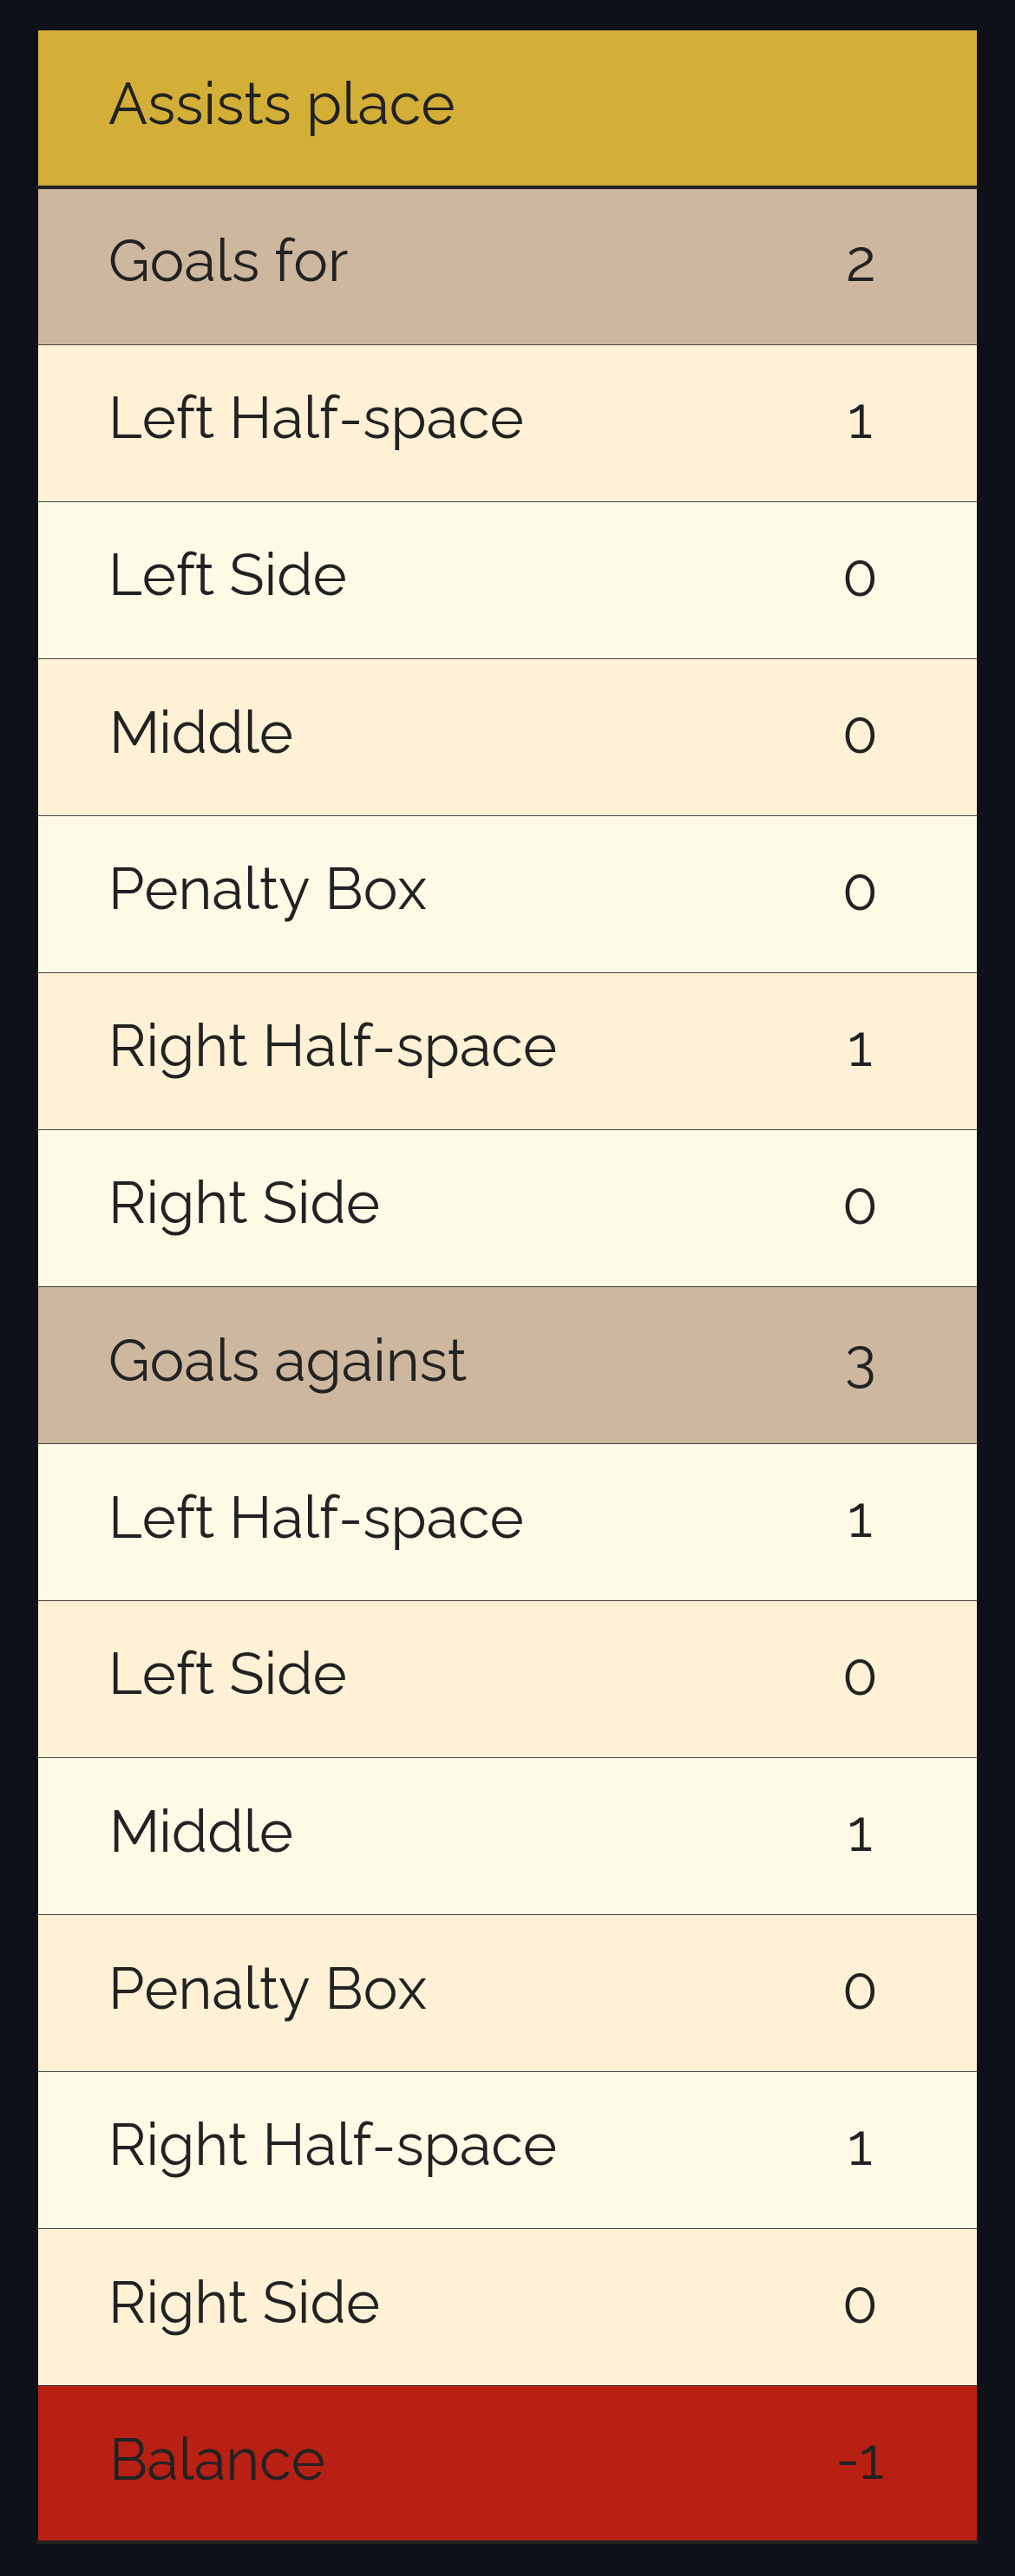 Assists place
Goals for 2
Left Half-space 1
Left Side 0
Middle 0
Penalty Box 0
Right Half-space 1
Right Side 0
Goals against 3
Left Half-space 1
Left Side 0
Middle 1
Penalty Box 0
Right Half-space 1
Right Side 0
Balance -1